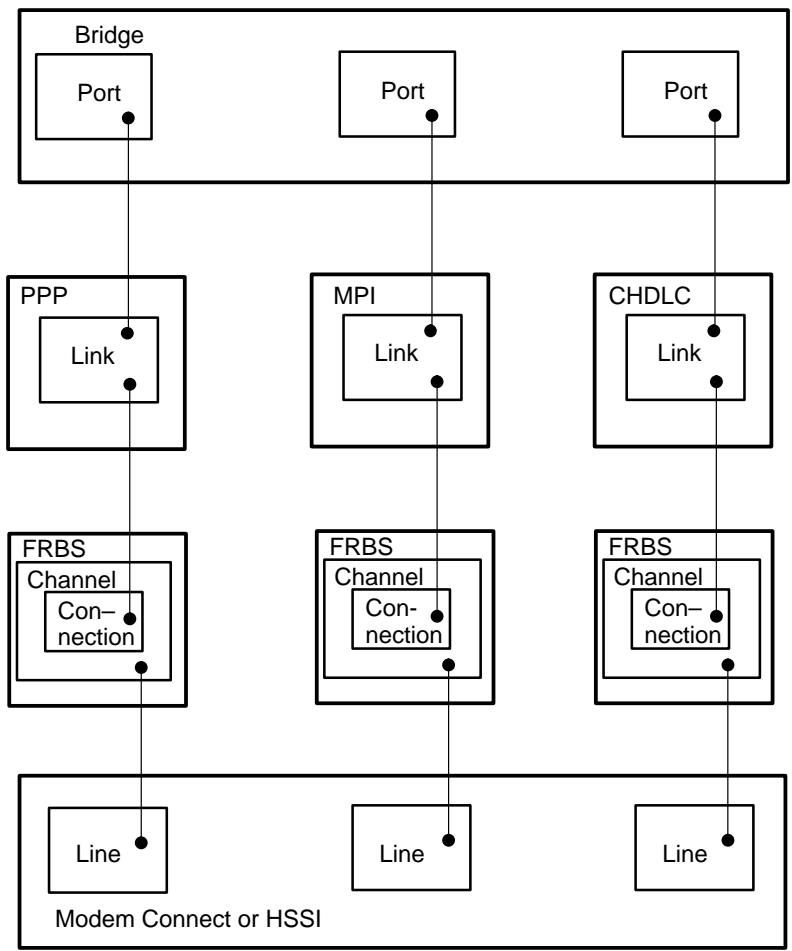 Bridge
Port
Port
Port
PPP
MPI
CHDLC
Link
Link
Link
FRBS
FRBS
FRBS
Channel
Channel
Channel
Con–
nection
Con-
nection
Con–
nection
Line
Line
Line
Modem Connect or HSSI